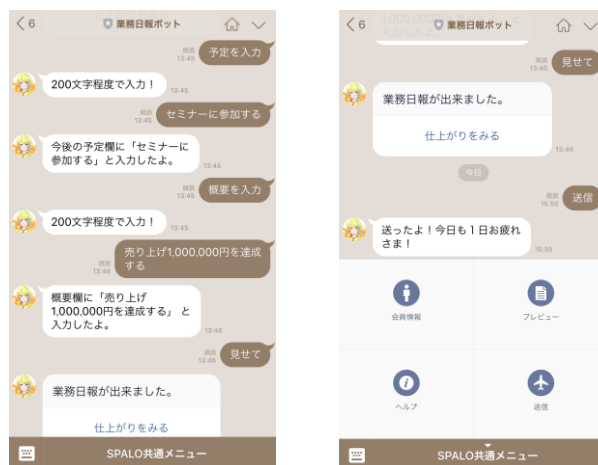 6
業務日報ボット
既読
13:45
予定を入力
200文字程度で入力！
13:45
既読
13:45
セミナーに参加する
今後の予定欄に「セミナーに
参加する」と入力したよ。
13:45
既読
13:45
概要を入力
200文字程度で入力！
13:45
既読
13:46
売り上げ1,000,000円を達成
する
概要欄に「売り上げ
1,000,000円を達成する」 と
入力したよ。
13:46
既読
13:46
見せて
業務日報が出来ました。
仕上がりをみる
SPALO共通メニュー
6
業務日報ボット
1,000,000円を達成する」 と
入力したよ。
既読
13:46
見せて
業務日報が出来ました。
仕上がりをみる
13:46
今日
既読
15:50
送信
送ったよ！今日も１日お疲れ
さま！
15:50
会員情報
プレビュー
ヘルプ
送信
SPALO共通メニュー